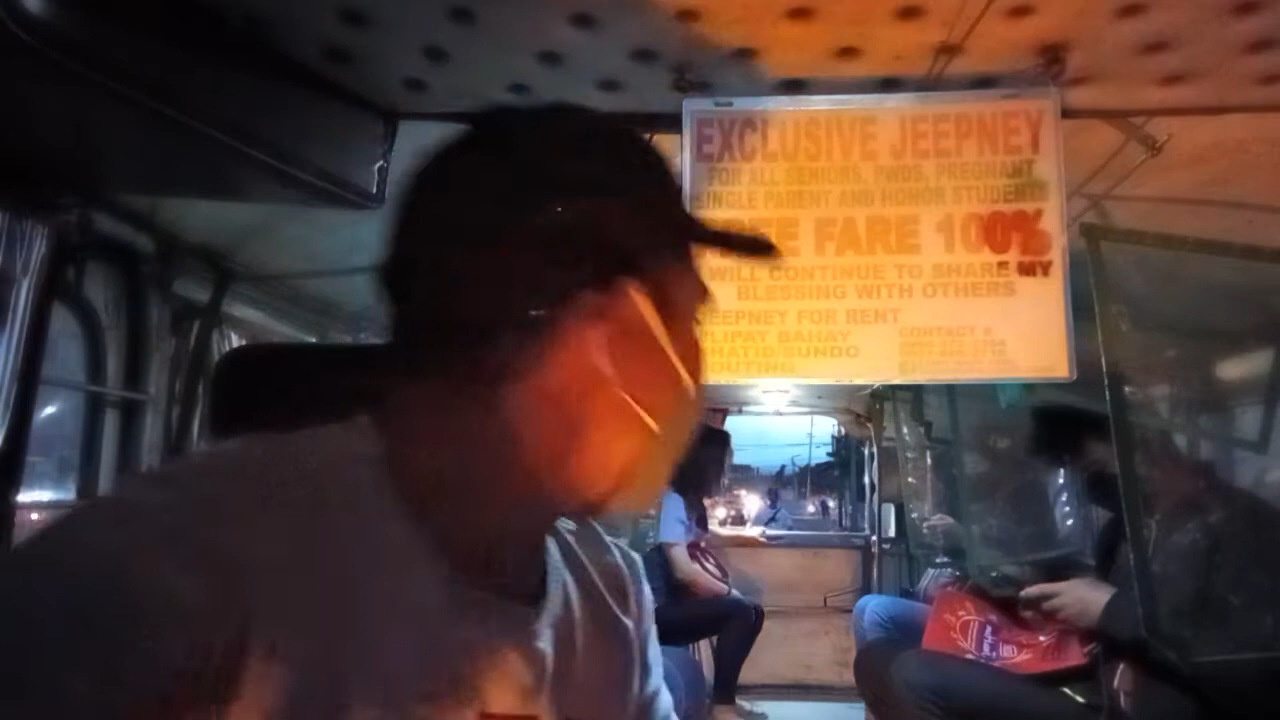 EXCLUSIVE JEEPNEY
FOR ALL SENIORS, PWDS, PREGNANT
SINGLE PARENT AND HONOR STUDENTS
FARE 100%
WILL CONTINUE TO SHARE MY
BLESSING WITH OTHERS
JEEPNEY FOR RENT
LIPAT BAHAY
HATID/SUNDO
OUTING
CONTACT #